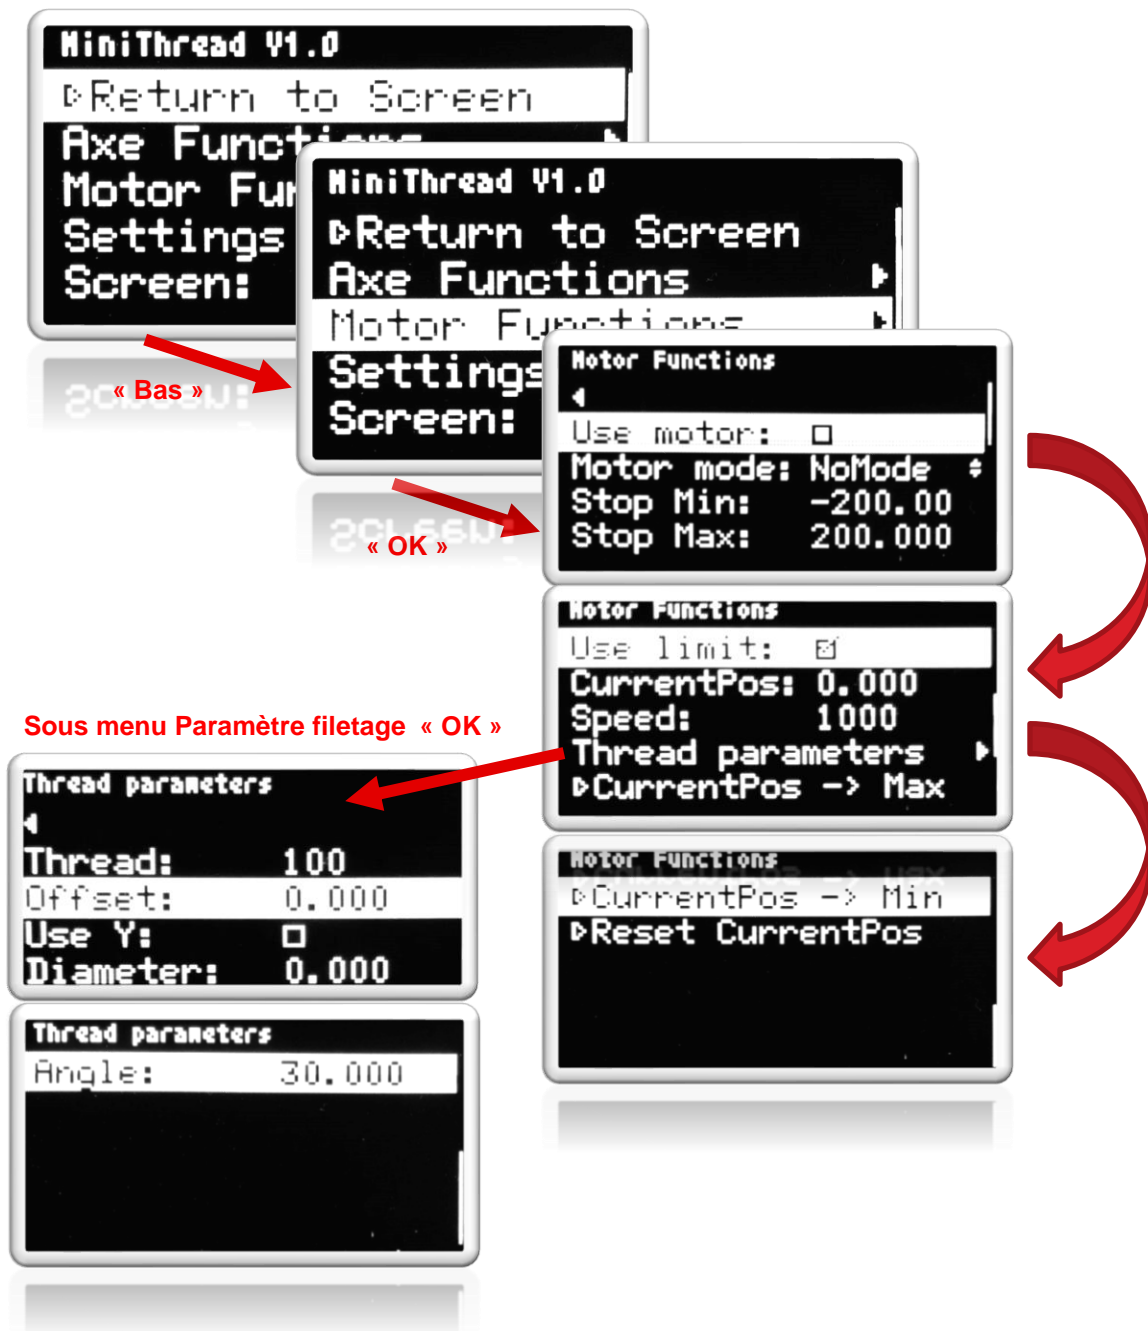 MiniThread V1.0
▹Return to Screen
Axe Functions
Motor Fun
Settings
Screen:
« Bas »
MiniThread V1.0
▹Return to Screen
Axe Functions
Motor Functions
Settings
Screen:
« OK »
Motor Functions
Use motor:
Motor mode: NoMode
Stop Min: -200.00
Stop Max: 200.000
Motor Functions
Use limit:
CurrentPos: 0.000
Speed: 1000
Thread parameters
▹CurrentPos -> Max
Motor Functions
▹CurrentPos -> Min
▹Reset CurrentPos
Sous menu Paramètre filetage « OK »
Thread parameters
Thread: 100
Offset: 0.000
Use Y:
Diameter: 0.000
Thread parameters
Angle: 30.000